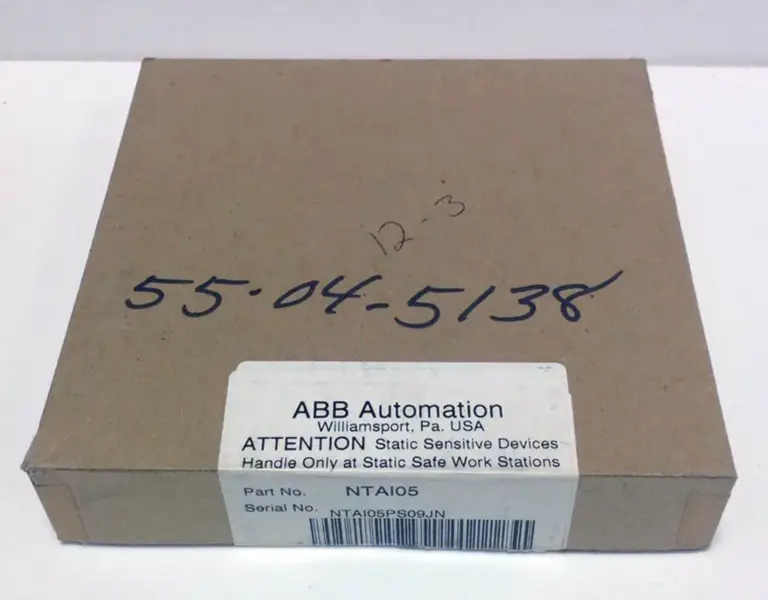 12-3
55-04-5138
ABB Automation
Williamsport, Pa. USA
ATTENTION Static Sensitive Devices
Handle Only at Static Safe Work Stations
Part No. NTAI05
Serial No. NTAI05PS09JN